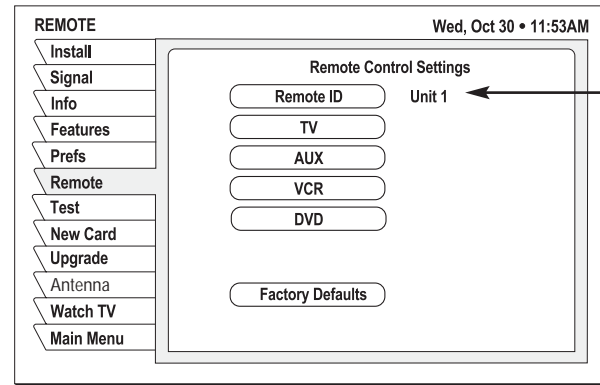 REMOTE
Wed, Oct 30 • 11:53AM
Install
Signal
Info
Features
Prefs
Remote
Test
New Card
Upgrade
Antenna
Watch TV
Main Menu
Remote Control Settings
Remote ID Unit 1
TV
AUX
VCR
DVD
Factory Defaults